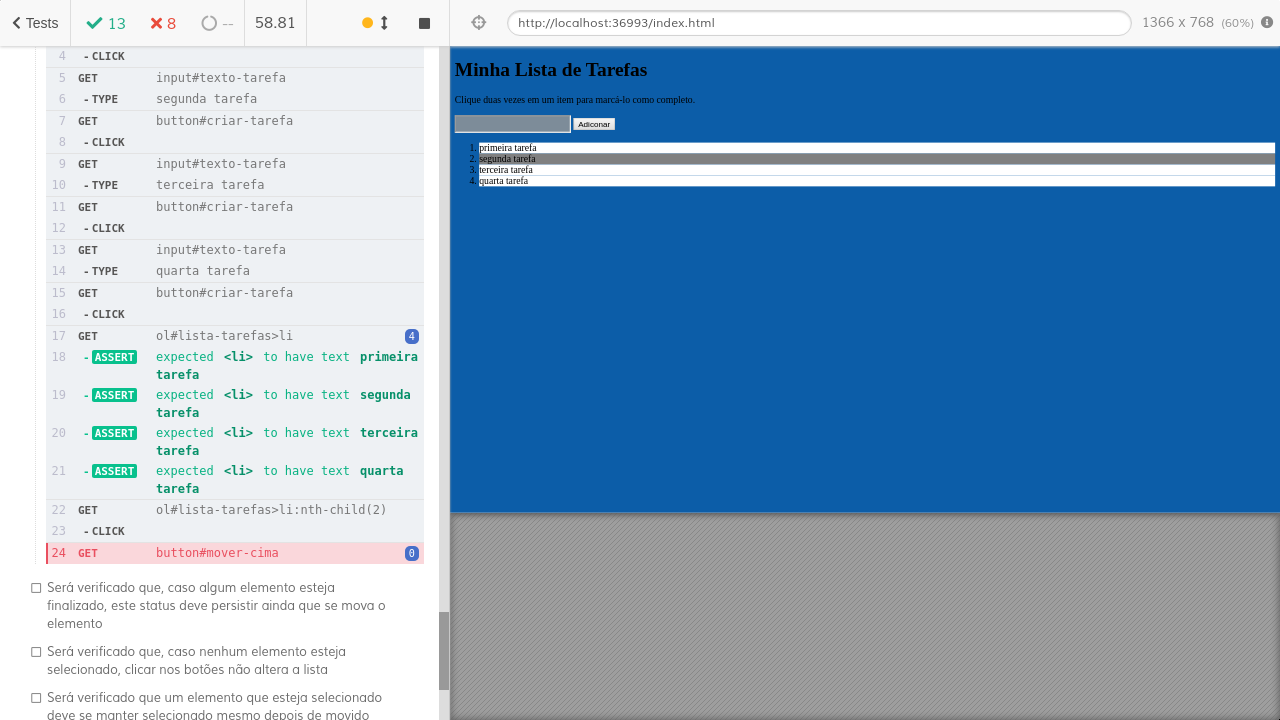 Tests
13
8
--
58.81
http://localhost:36993/index.html
1366 x 768 (60%)
4 - CLICK
5 GET input#texto-tarefa
6 - TYPE segunda tarefa
7 GET button#criar-tarefa
8 - CLICK
9 GET input#texto-tarefa
10 - TYPE terceira tarefa
11 GET button#criar-tarefa
12 - CLICK
13 GET input#texto-tarefa
14 - TYPE quarta tarefa
15 GET button#criar-tarefa
16 - CLICK
17 GET ol#lista-tarefas>li 4
18 - ASSERT expected <li> to have text primeira
tarefa
19 - ASSERT expected <li> to have text segunda
tarefa
20 - ASSERT expected <li> to have text terceira
tarefa
21 - ASSERT expected <li> to have text quarta
tarefa
22 GET ol#lista-tarefas>li:nth-child(2)
23 - CLICK
24 GET button#mover-cima 0
Será verificado que, caso algum elemento esteja
finalizado, este status deve persistir ainda que se mova o
elemento
Será verificado que, caso nenhum elemento esteja
selecionado, clicar nos botões não altera a lista
Será verificado que um elemento que esteja selecionado
deve se manter selecionado mesmo depois de movido
Minha Lista de Tarefas
Clique duas vezes em um item para marcá-lo como completo.
Adicionar
1. primeira tarefa
2. segunda tarefa
3. terceira tarefa
4. quarta tarefa